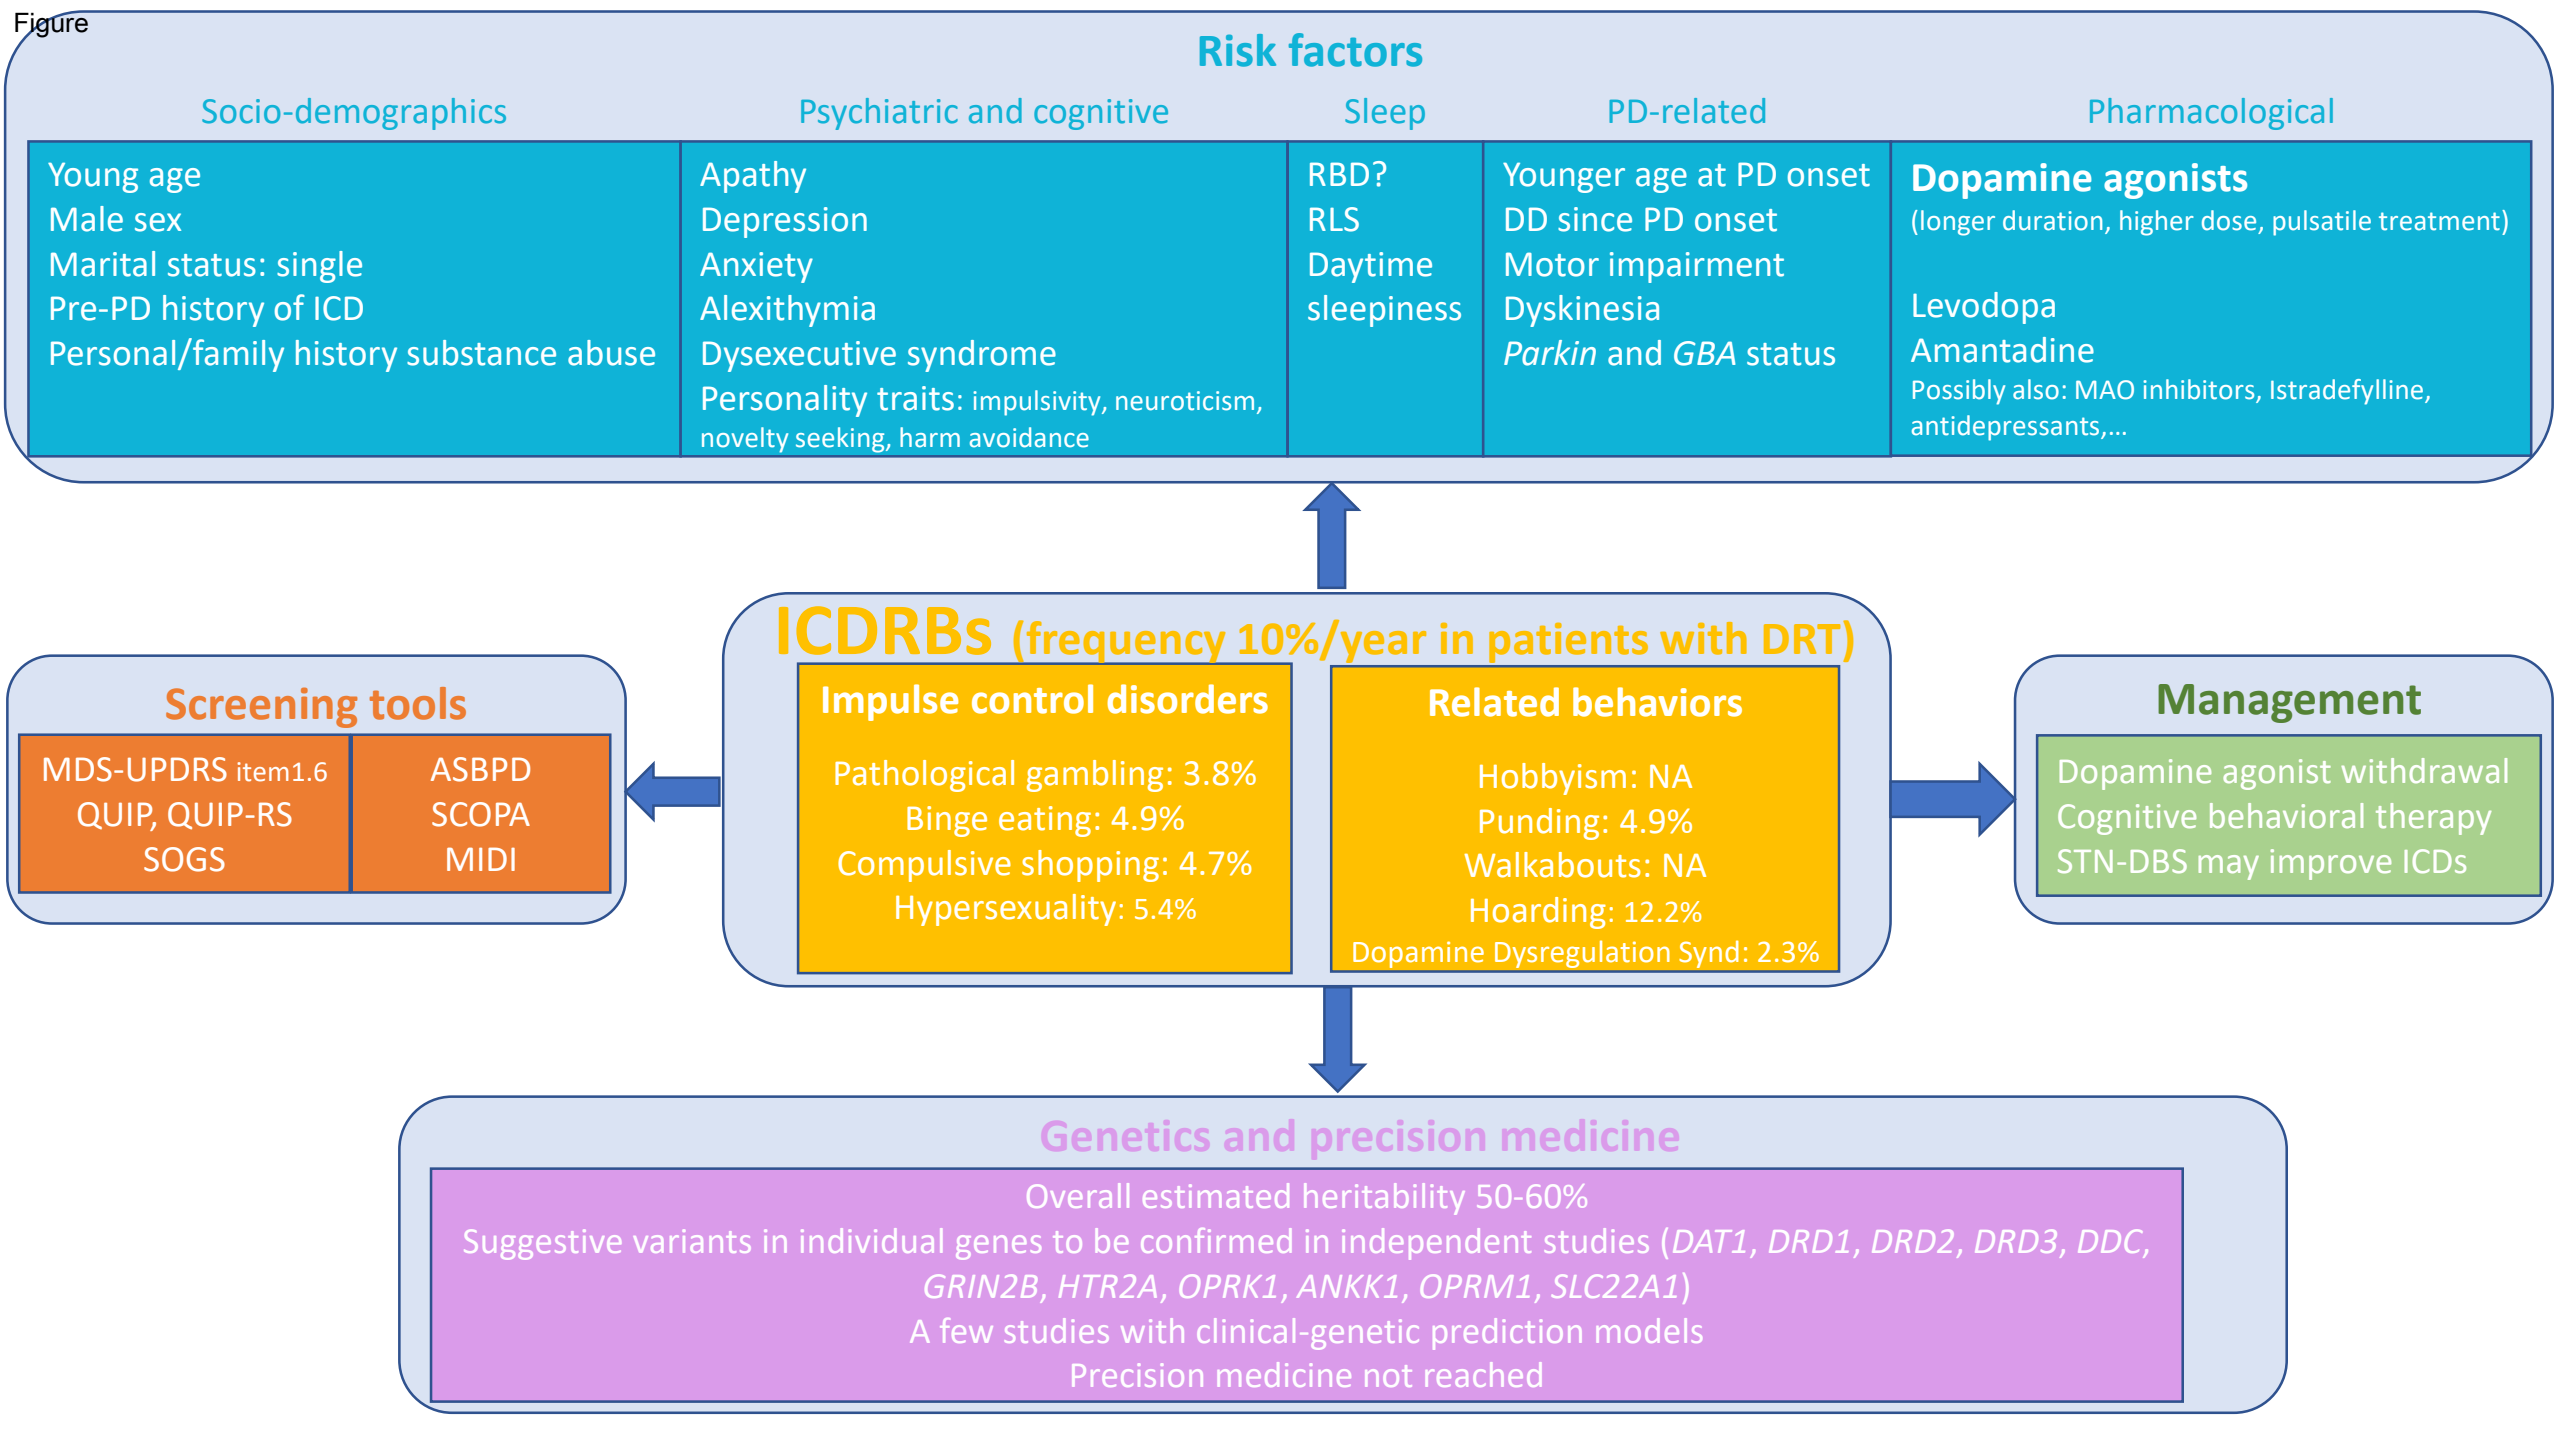 Figure
Risk factors
Socio-demographics
Young age
Male sex
Marital status: single
Pre-PD history of ICD
Personal/family history substance abuse
Psychiatric and cognitive
Apathy
Depression
Anxiety
Alexithymia
Dysexecutive syndrome
Personality traits: impulsivity, neuroticism,
novelty seeking, harm avoidance
Sleep
RBD?
RLS
Daytime
sleepiness
PD-related
Younger age at PD onset
DD since PD onset
Motor impairment
Dyskinesia
Parkin and GBA status
Pharmacological
Dopamine agonists
(longer duration, higher dose, pulsatile treatment)
Levodopa
Amantadine
Possibly also: MAO inhibitors, Istradefylline,
antidepressants,...
Screening tools
MDS-UPDRS item1.6
QUIP, QUIP-RS
SOGS
ASBPD
SCOPA
MIDI
ICDRBs (frequency 10%/year in patients with DRT)
Impulse control disorders
Pathological gambling: 3.8%
Binge eating: 4.9%
Compulsive shopping: 4.7%
Hypersexuality: 5.4%
Related behaviors
Hobbyism: NA
Punding: 4.9%
Walkabouts: NA
Hoarding: 12.2%
Dopamine Dysregulation Synd: 2.3%
Management
Dopamine agonist withdrawal
Cognitive behavioral therapy
STN-DBS may improve ICDs
Genetics and precision medicine
Overall estimated heritability 50-60%
Suggestive variants in individual genes to be confirmed in independent studies (DAT1, DRD1, DRD2, DRD3, DDC,
GRIN2B, HTR2A, OPRK1, ANKK1, OPRM1, SLC22A1)
A few studies with clinical-genetic prediction models
Precision medicine not reached